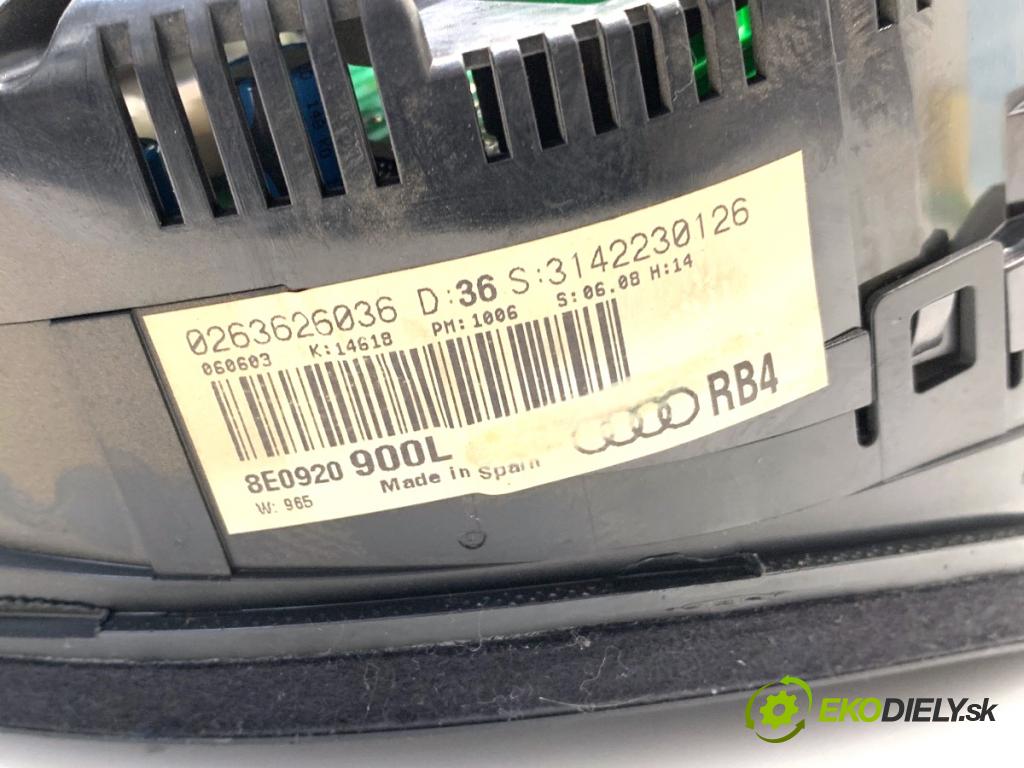 0263626036 D:36 S:3142230126
060603 K:14618 PM:1006 S:06.08 H:14
8E0920 900L
RB4
Made in Spain
W: 965
EKODIELY.sk